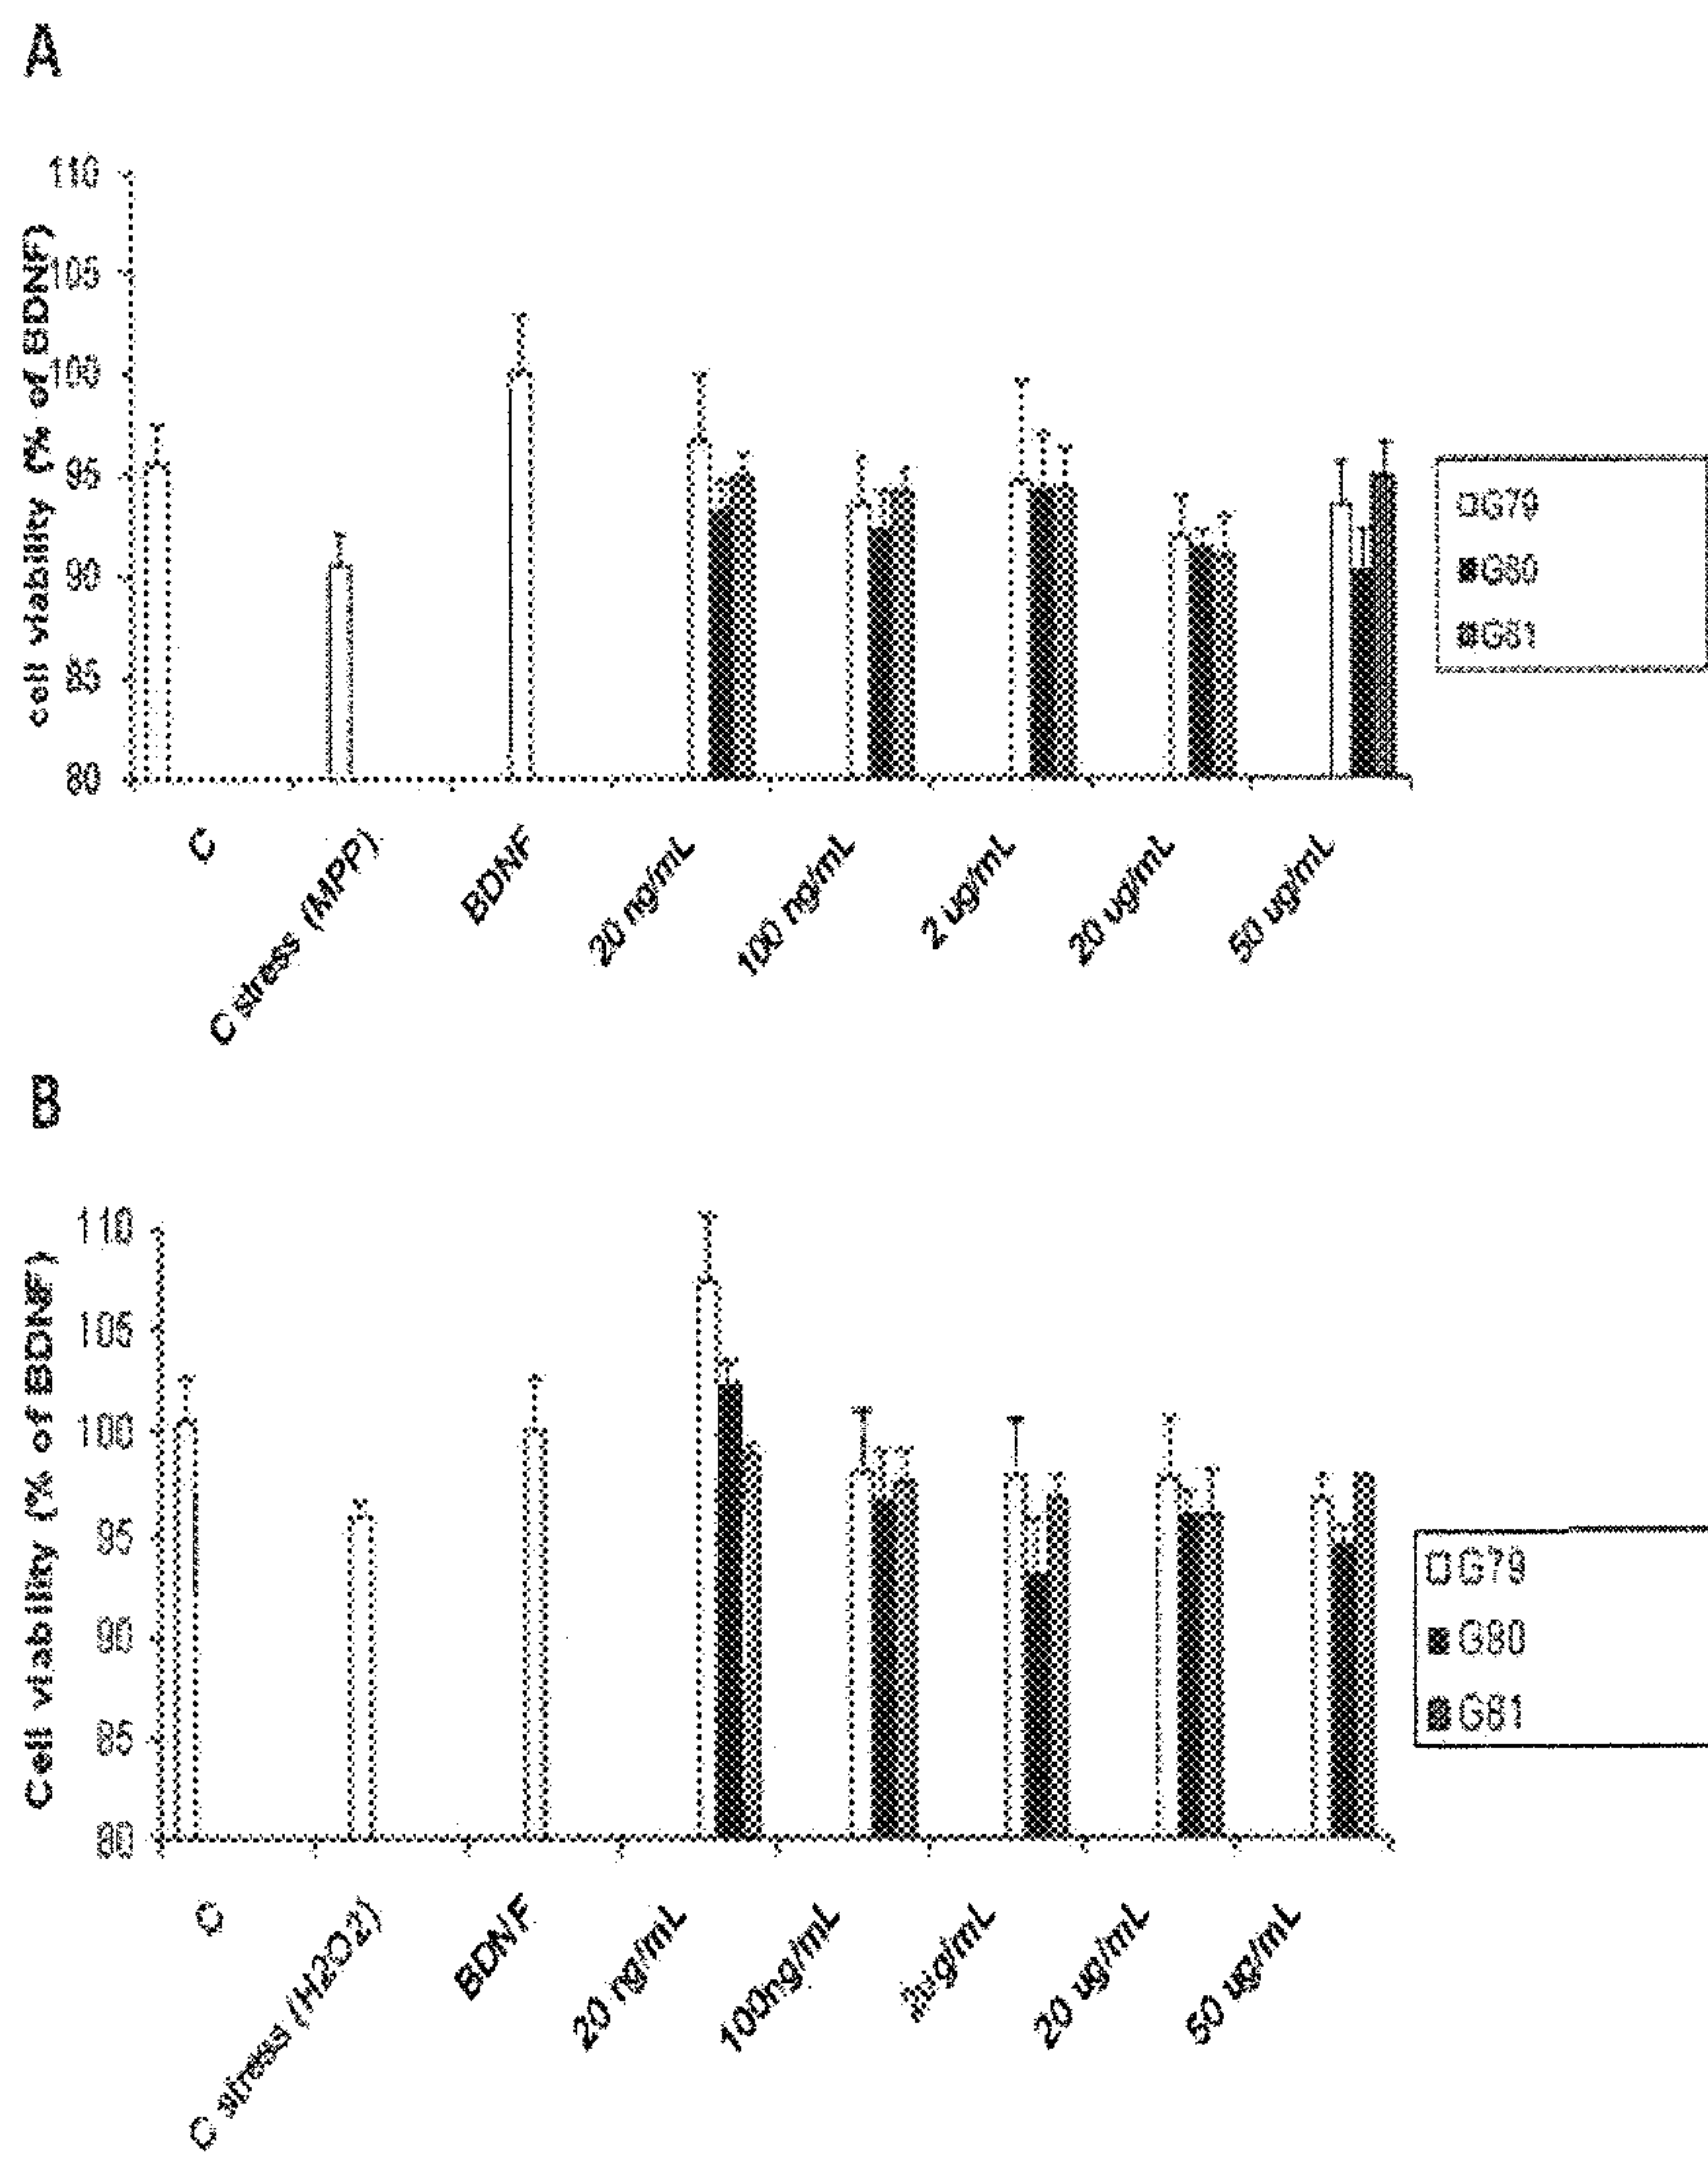 A
cell viability (% of BDNF)
110
105
100
95
90
85
80
C
C stress (MPP)
BDNF
20 ng/mL
100 ng/mL
2 ug/mL
20 ug/mL
50 ug/mL
G79
G80
G81
B
Cell viability (% of BDNF)
110
105
100
95
90
85
80
C
C stress (H2O2)
BDNF
20 ng/mL
100ng/mL
2ug/mL
20 ug/mL
50 ug/mL
G79
G80
G81